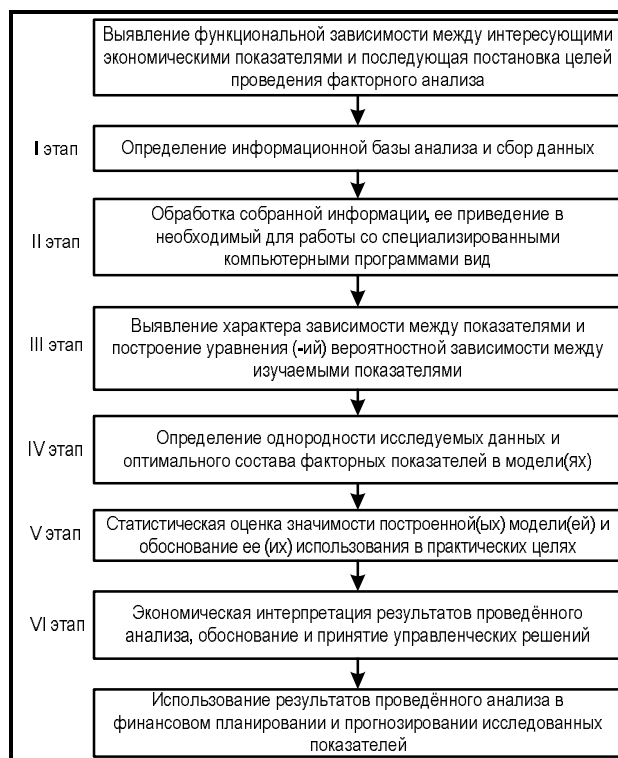 Выявление функциональной зависимости между интересующими
экономическими показателями и последующая постановка целей
проведения факторного анализа
I этап
Определение информационной базы анализа и сбор данных
II этап
Обработка собранной информации, ее приведение в
необходимый для работы со специализированными
компьютерными программами вид
III этап
Выявление характера зависимости между показателями и
построение уравнения (-ий) вероятностной зависимости между
изучаемыми показателями
IV этап
Определение однородности исследуемых данных и
оптимального состава факторных показателей в модели(ях)
V этап
Статистическая оценка значимости построенной(ых) модели(ей) и
обоснование ее (их) использования в практических целях
VI этап
Экономическая интерпретация результатов проведённого
анализа, обоснование и принятие управленческих решений
Использование результатов проведённого анализа в
финансовом планировании и прогнозировании исследованных
показателей